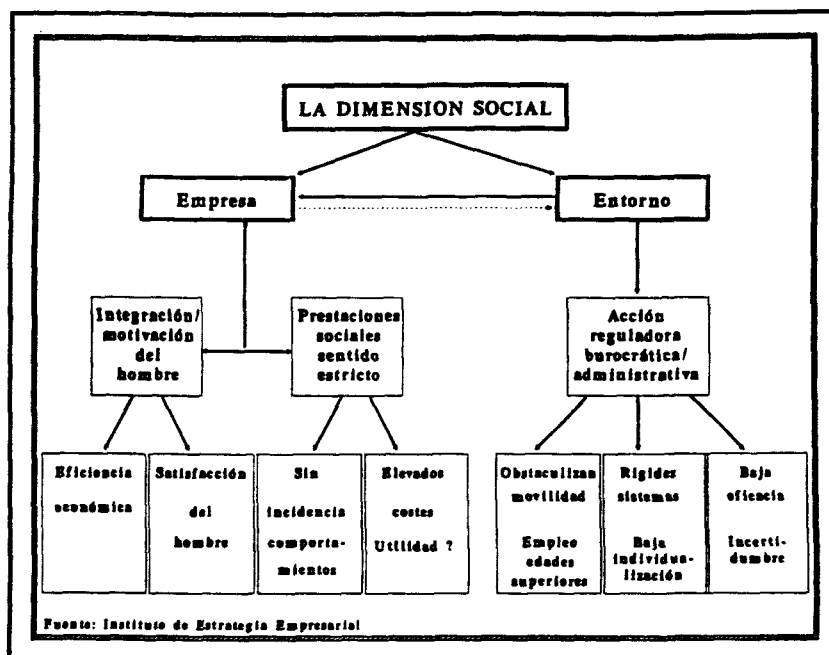 LA DIMENSION SOCIAL
Empresa
Entorno
Integración/
motivación
del
hombre
Prestaciones
sociales
sentido
estricto
Acción
reguladora
burocrática/
administrativa
Eficiencia
económica
Satisfacción
del
hombre
Sin
incidencia
comporta-
mientos
Elevados
costes
Utilidad ?
Obstaculizan
movilidad
Empleo
edades
superiores
Rigidez
sistemas
Baja
individua-
lización
Baja
eficencia
Incerti-
dumbre
Fuente: Instituto de Estrategia Empresarial